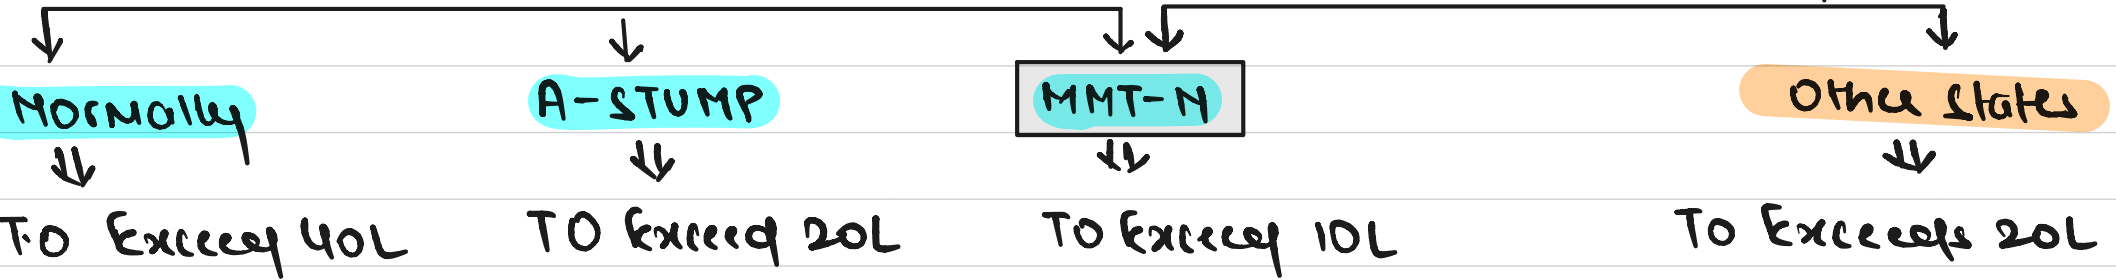 Normally A-STUMP MMT-N Other States
TO Exceed 40L TO Exceed 20L TO Exceed 10L TO Exceeds 20L